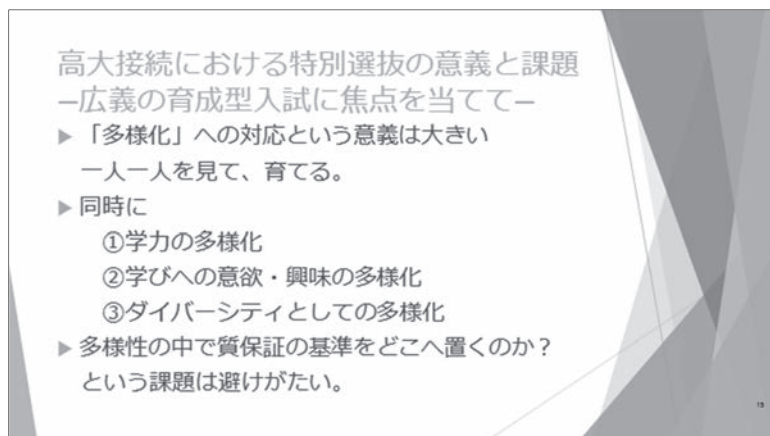 高大接続における特別選抜の意義と課題
–広義の育成型入試に焦点を当てて–
▶「多様化」への対応という意義は大きい
一人一人を見て、育てる。
▶同時に
①学力の多様化
②学びへの意欲・興味の多様化
③ダイバーシティとしての多様化
▶多様性の中で質保証の基準をどこへ置くのか？
という課題は避けがたい。
15